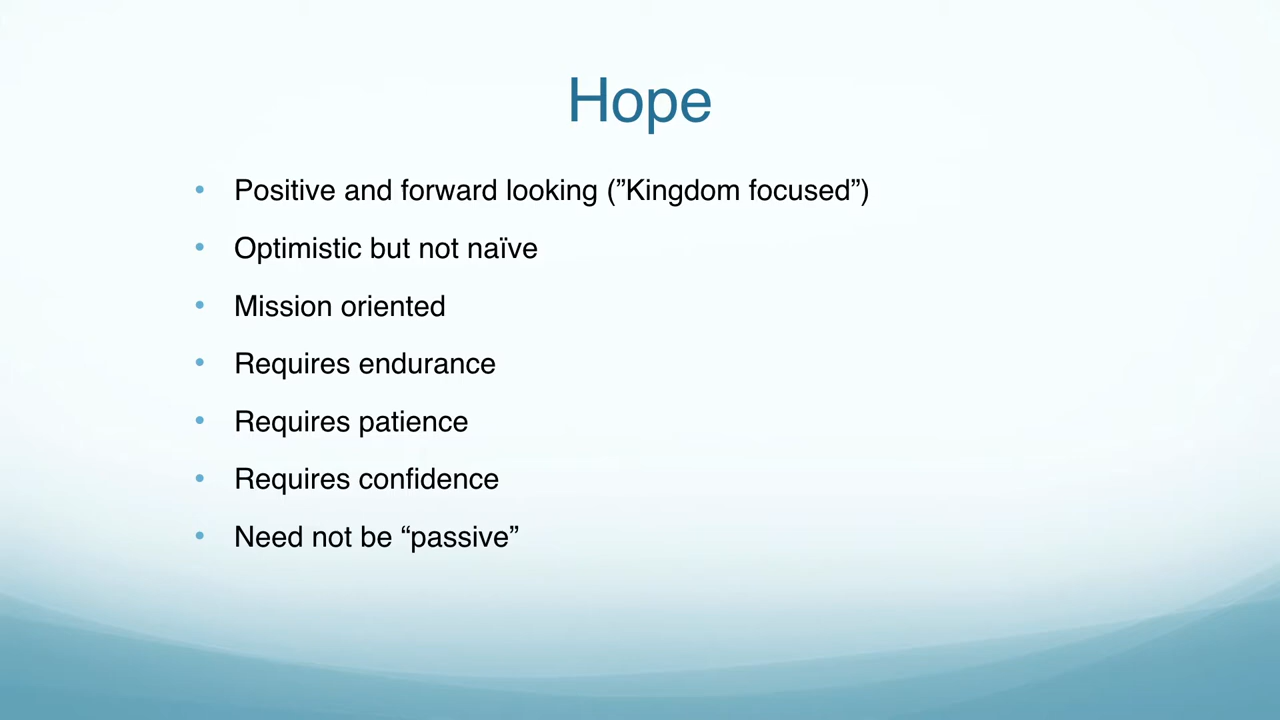 Hope
• Positive and forward looking (”Kingdom focused”)
• Optimistic but not naïve
• Mission oriented
• Requires endurance
• Requires patience
• Requires confidence
• Need not be “passive”